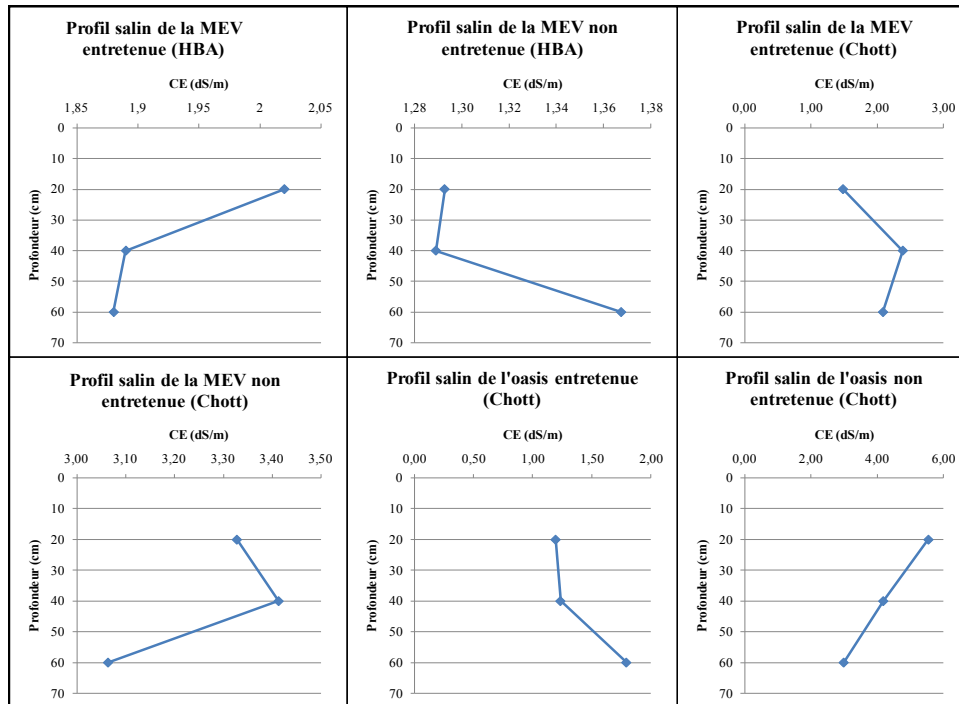 Profil salin de la MEV
entretenue (HBA)
CE (dS/m)
1,85 1,9 1,95 2 2,05
0
10
20
30
40
50
60
70
Profondeur (cm)
Profil salin de la MEV non
entretenue (HBA)
CE (dS/m)
1,28 1,30 1,32 1,34 1,36 1,38
0
10
20
30
40
50
60
70
Profondeur (cm)
Profil salin de la MEV
entretenue (Chott)
CE (dS/m)
0,00 1,00 2,00 3,00
0
10
20
30
40
50
60
70
Profondeur (cm)
Profil salin de la MEV non
entretenue (Chott)
CE (dS/m)
3,00 3,10 3,20 3,30 3,40 3,50
0
10
20
30
40
50
60
70
Profondeur (cm)
Profil salin de l'oasis entretenue
(Chott)
CE (dS/m)
0,00 0,50 1,00 1,50 2,00
0
10
20
30
40
50
60
70
Profondeur (cm)
Profil salin de l'oasis non
entretenue (Chott)
CE (dS/m)
0,00 2,00 4,00 6,00
0
10
20
30
40
50
60
70
Profondeur (cm)